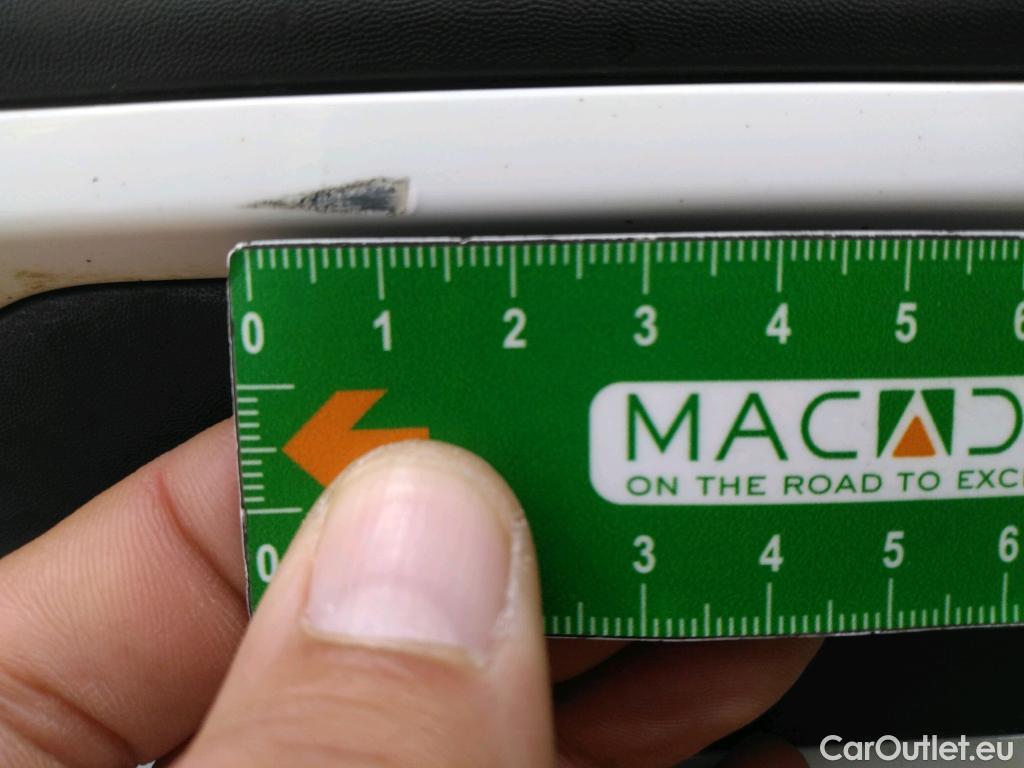 0 1 2 3 4 5 6
MACAD
ON THE ROAD TO EXC
0 3 4 5 6
CarOutlet.eu